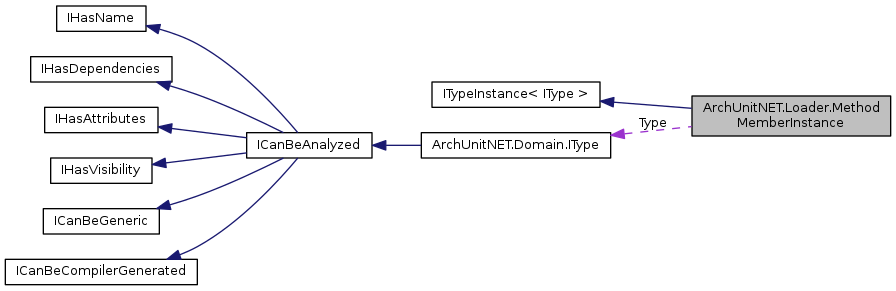 IHasName
IHasDependencies
IHasAttributes
IHasVisibility
ICanBeGeneric
ICanBeCompilerGenerated
ICanBeAnalyzed
ITypeInstance< IType >
ArchUnitNET.Domain.IType
Type
ArchUnitNET.Loader.Method
MemberInstance